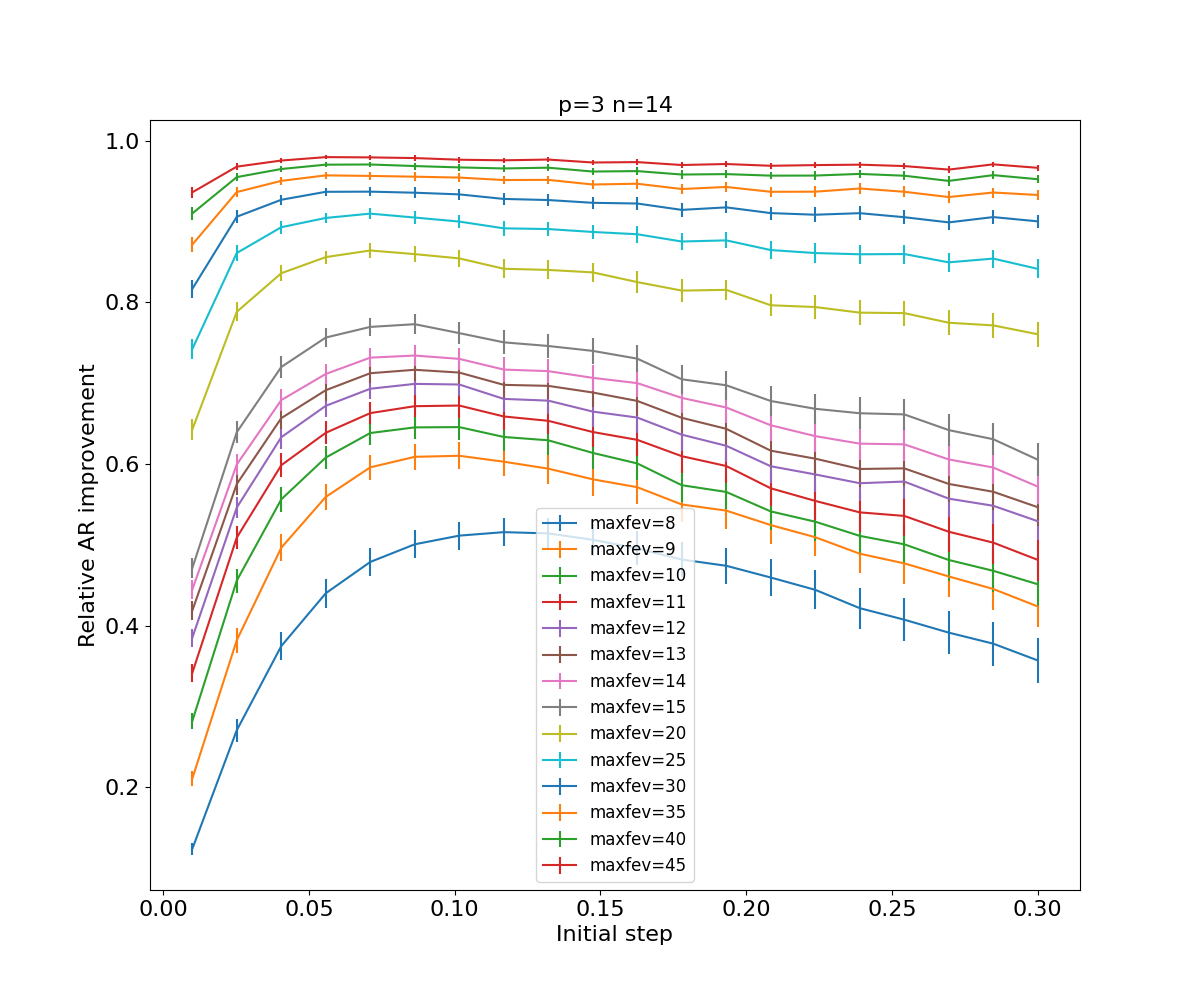 p=3 n=14
1.0
0.8
0.6
0.4
0.2
Relative AR improvement
maxfev=8
maxfev=9
maxfev=10
maxfev=11
maxfev=12
maxfev=13
maxfev=14
maxfev=15
maxfev=20
maxfev=25
maxfev=30
maxfev=35
maxfev=40
maxfev=45
0.00 0.05 0.10 0.15 0.20 0.25 0.30
Initial step